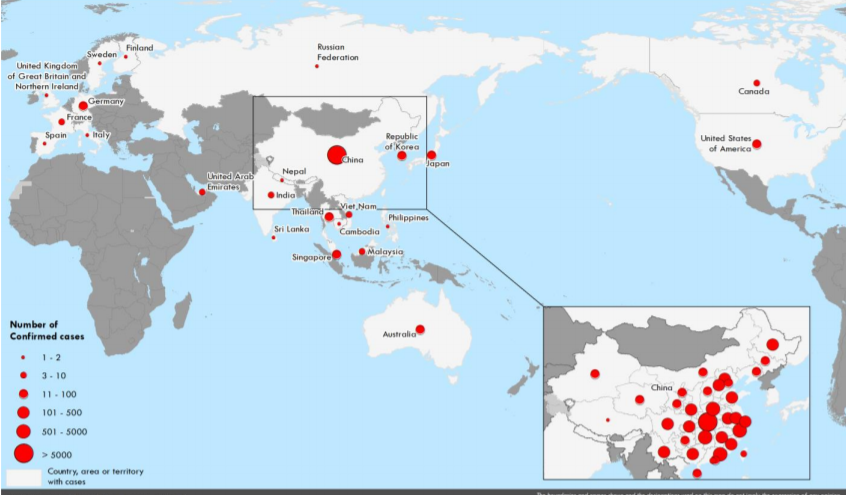 Finland
Sweden
Russian
Federation
United Kingdom
of Great Britain and
Northern Ireland
Germany
France
Spain
Italy
Canada
United States
of America
Republic
of Korea
China
Japan
Nepal
United Arab
Emirates
India
Thailand
Viet Nam
Philippines
Cambodia
Sri Lanka
Malaysia
Singapore
Australia
Number of
Confirmed cases
1 - 2
3 - 10
11 - 100
101 - 500
501 - 5000
> 5000
Country, area or territory
with cases
China